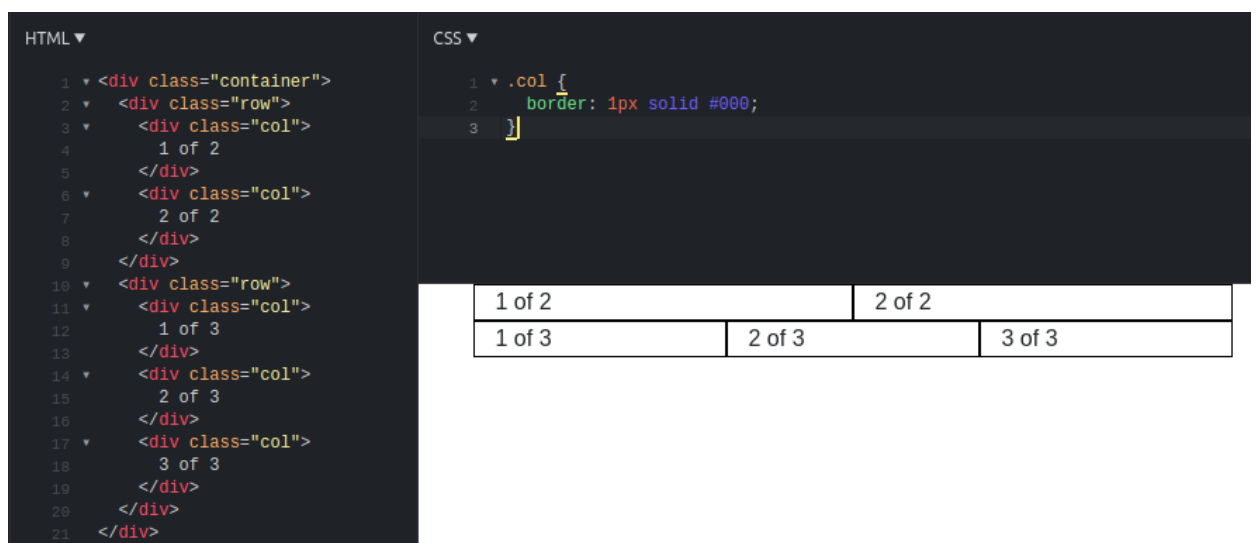 HTML ▼
1 ▼ <div class="container">
2 ▼ <div class="row">
3 ▼ <div class="col">
4 1 of 2
5 </div>
6 ▼ <div class="col">
7 2 of 2
8 </div>
9 </div>
10 ▼ <div class="row">
11 ▼ <div class="col">
12 1 of 3
13 </div>
14 ▼ <div class="col">
15 2 of 3
16 </div>
17 ▼ <div class="col">
18 3 of 3
19 </div>
20 </div>
21 </div>
CSS ▼
1 ▼ .col {
2 border: 1px solid #000;
3 }
1 of 2 2 of 2
1 of 3 2 of 3 3 of 3